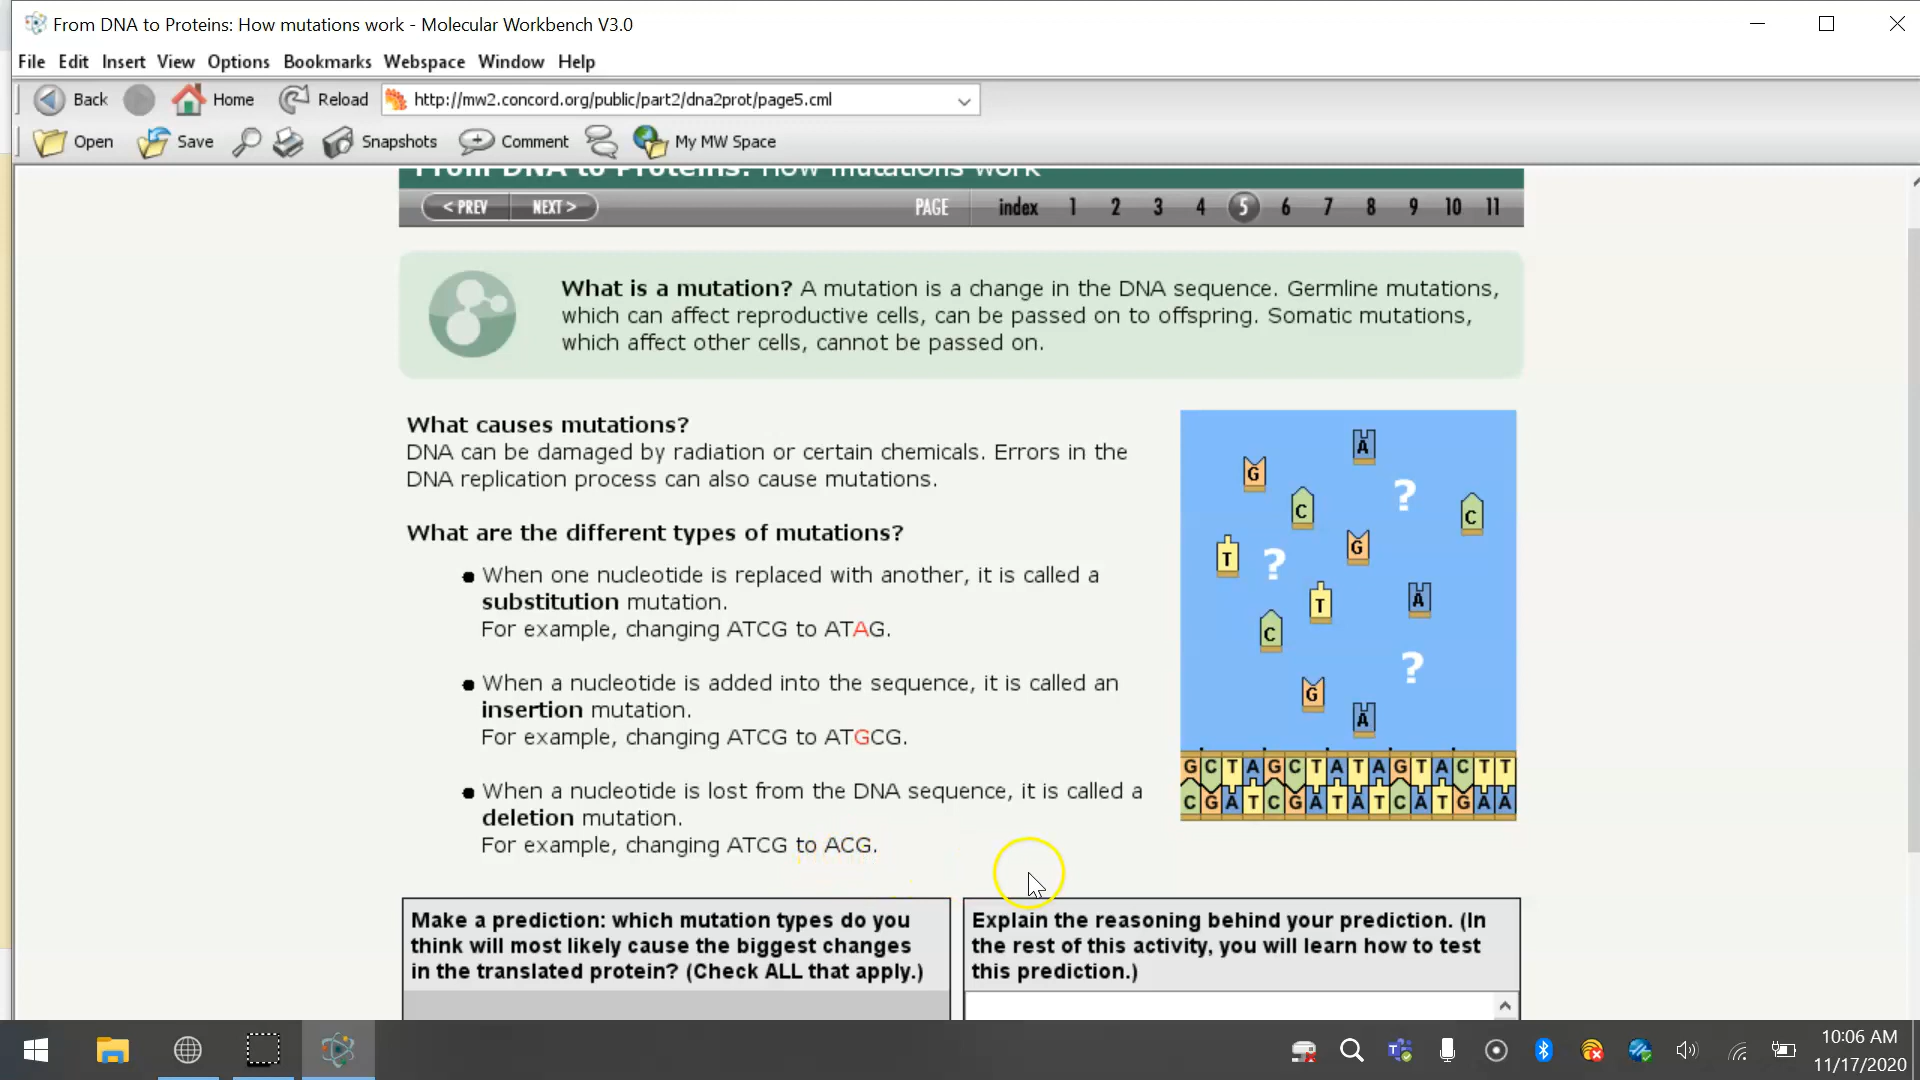 From DNA to Proteins: How mutations work - Molecular Workbench V3.0
File Edit Insert View Options Bookmarks Webspace Window Help
Back Home Reload http://mw2.concord.org/public/part2/dna2prot/page5.cml
Open Save Snapshots Comment My MW Space
From DNA to Proteins: How mutations work
< PREV NEXT > PAGE index 1 2 3 4 5 6 7 8 9 10 11
What is a mutation? A mutation is a change in the DNA sequence. Germline mutations,
which can affect reproductive cells, can be passed on to offspring. Somatic mutations,
which affect other cells, cannot be passed on.
What causes mutations?
DNA can be damaged by radiation or certain chemicals. Errors in the
DNA replication process can also cause mutations.
What are the different types of mutations?
When one nucleotide is replaced with another, it is called a
substitution mutation.
For example, changing ATCG to ATAG.
When a nucleotide is added into the sequence, it is called an
insertion mutation.
For example, changing ATCG to ATGCG.
When a nucleotide is lost from the DNA sequence, it is called a
deletion mutation.
For example, changing ATCG to ACG.
A
G
?
C C
G
T ?
A
T
C
?
G
A
G C T A G C T A T A G T A C T T
C G A T C G A T A T C A T G A A
Make a prediction: which mutation types do you
think will most likely cause the biggest changes
in the translated protein? (Check ALL that apply.)
Explain the reasoning behind your prediction. (In
the rest of this activity, you will learn how to test
this prediction.)
10:06 AM
11/17/2020